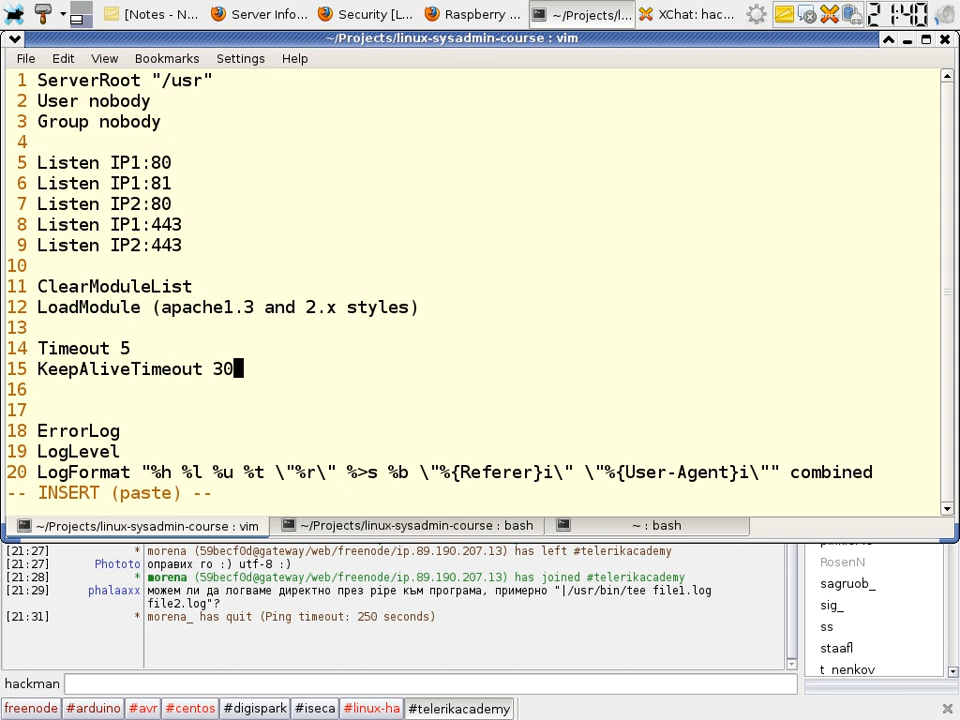 [Notes - N...
Server Info...
Security [L...
Raspberry ...
~/Projects/l...
XChat: hac...
21:40
~/Projects/linux-sysadmin-course : vim
File Edit View Bookmarks Settings Help
1 ServerRoot "/usr"
2 User nobody
3 Group nobody
4
5 Listen IP1:80
6 Listen IP1:81
7 Listen IP2:80
8 Listen IP1:443
9 Listen IP2:443
10
11 ClearModuleList
12 LoadModule (apache1.3 and 2.x styles)
13
14 Timeout 5
15 KeepAliveTimeout 30
16
17
18 ErrorLog
19 LogLevel
20 LogFormat "%h %l %u %t \"%r\" %>s %b \"%{Referer}i\" \"%{User-Agent}i\"" combined
-- INSERT (paste) --
~/Projects/linux-sysadmin-course : vim
~/Projects/linux-sysadmin-course : bash
~ : bash
[21:27] * morena (59becf0d@gateway/web/freenode/ip.89.190.207.13) has left #telerikacademy
[21:27] Phototo оправих го :) utf-8 :)
[21:28] * morena (59becf0d@gateway/web/freenode/ip.89.190.207.13) has joined #telerikacademy
[21:29] phalaaxx можем ли да логваме директно през pipe към програма, примерно "|/usr/bin/tee file1.log
file2.log"?
[21:31] * morena_ has quit (Ping timeout: 250 seconds)
RosenN
sagruob_
sig_
ss
staafl
t_nenkov
hackman
freenode #arduino #avr #centos #digispark #iseca #linux-ha #telerikacademy